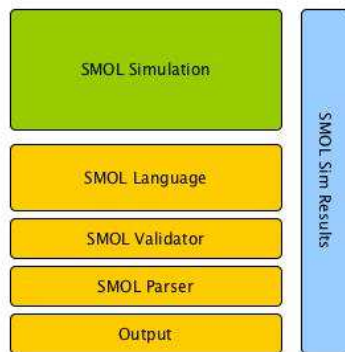 SMOL Simulation
SMOL Language
SMOL Validator
SMOL Parser
Output
SMOL Sim Results